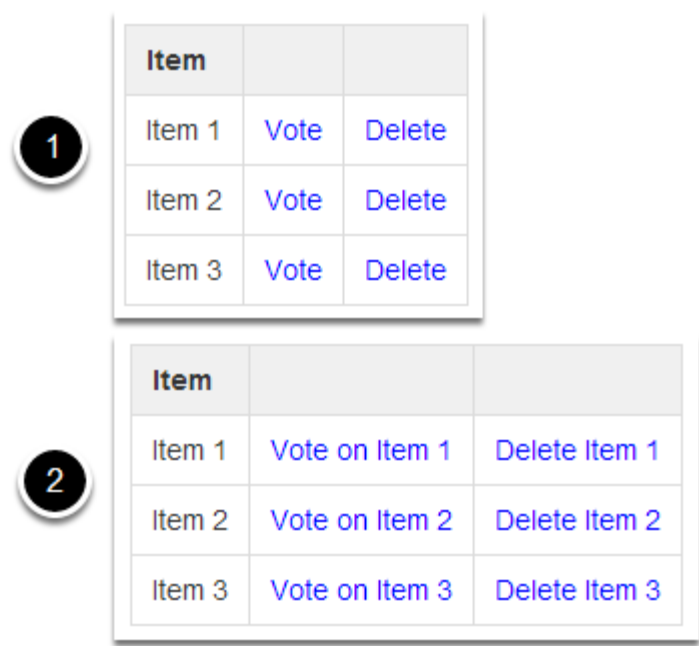 Item
1
Item 1 Vote Delete
Item 2 Vote Delete
Item 3 Vote Delete
Item
2
Item 1 Vote on Item 1 Delete Item 1
Item 2 Vote on Item 2 Delete Item 2
Item 3 Vote on Item 3 Delete Item 3